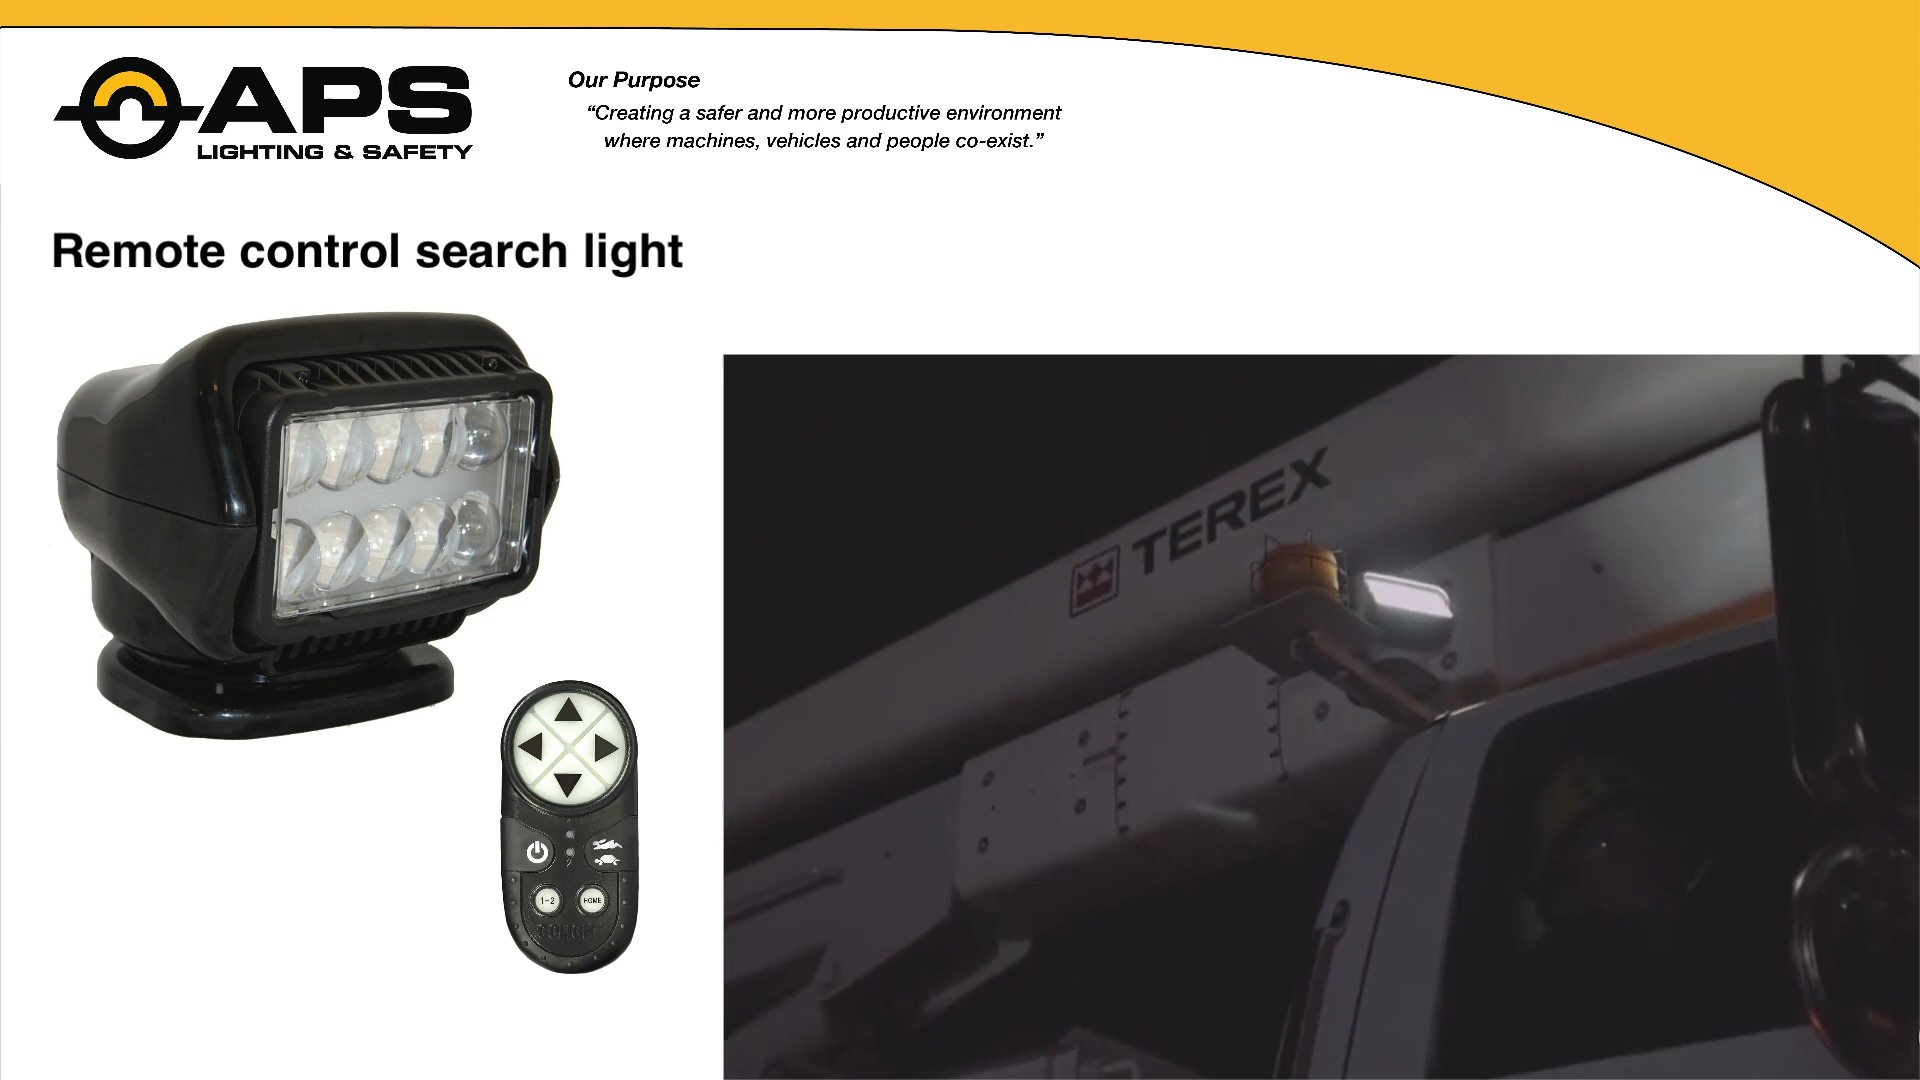 APS
LIGHTING & SAFETY
Our Purpose
“Creating a safer and more productive environment
where machines, vehicles and people co-exist.”
Remote control search light
TEREX
1-2
HOME